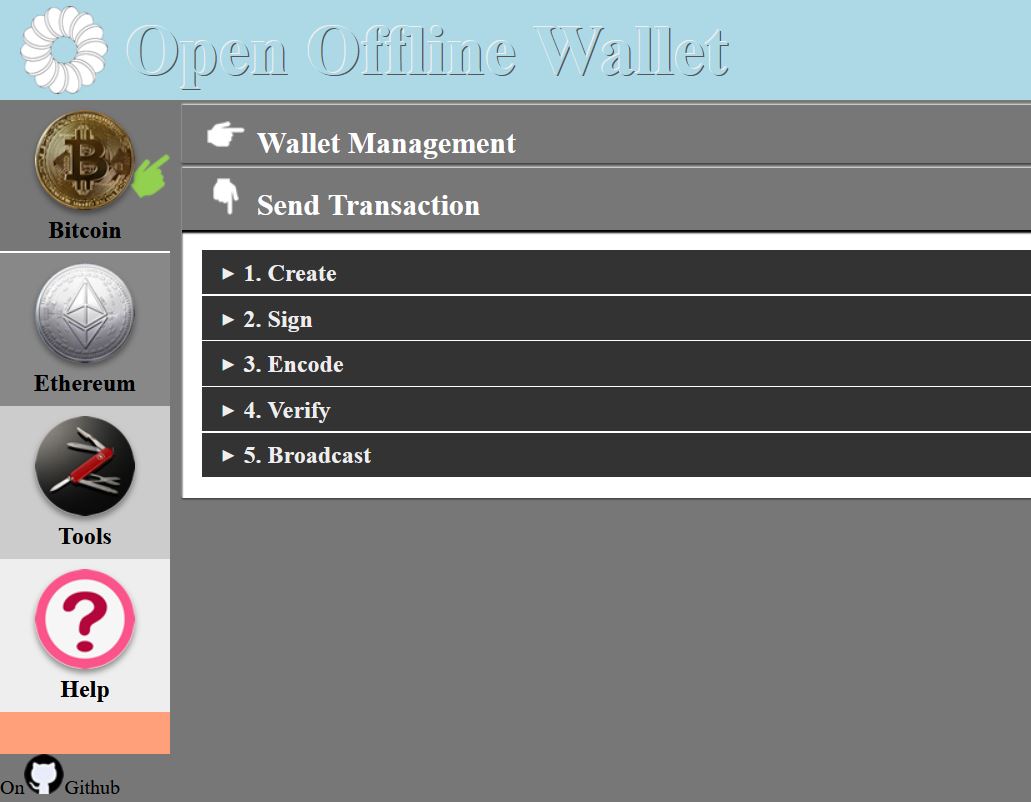 Open Offline Wallet
Bitcoin
Ethereum
Tools
Help
On Github
Wallet Management
Send Transaction
1. Create
2. Sign
3. Encode
4. Verify
5. Broadcast